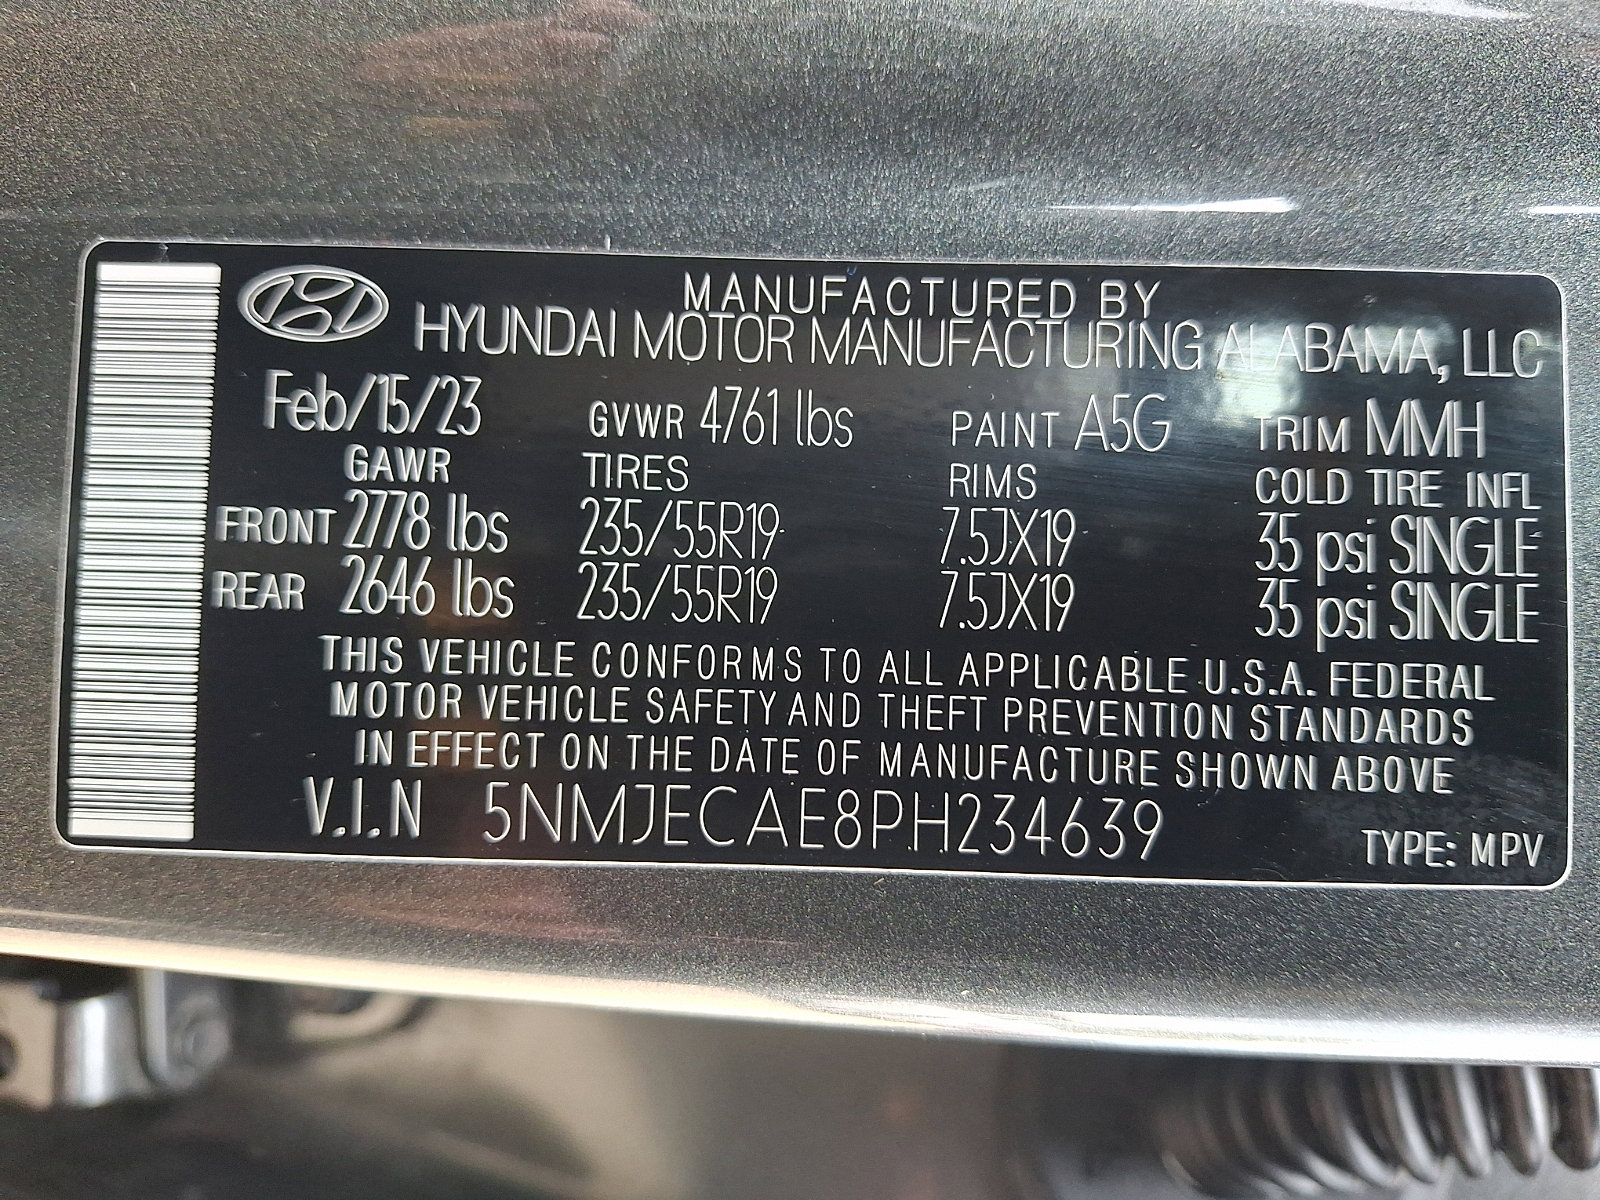 MANUFACTURED BY
HYUNDAI MOTOR MANUFACTURING ALABAMA, LLC
Feb/15/23 GVWR 4761 lbs PAINT A5G TRIM MMH
GAWR TIRES RIMS COLD TIRE INFL
FRONT 2778 lbs 235/55R19 7.5JX19 35 psi SINGLE
REAR 2646 lbs 235/55R19 7.5JX19 35 psi SINGLE
THIS VEHICLE CONFORMS TO ALL APPLICABLE U.S.A. FEDERAL
MOTOR VEHICLE SAFETY AND THEFT PREVENTION STANDARDS
IN EFFECT ON THE DATE OF MANUFACTURE SHOWN ABOVE
V.I.N 5NMJECAE8PH234639
TYPE: MPV